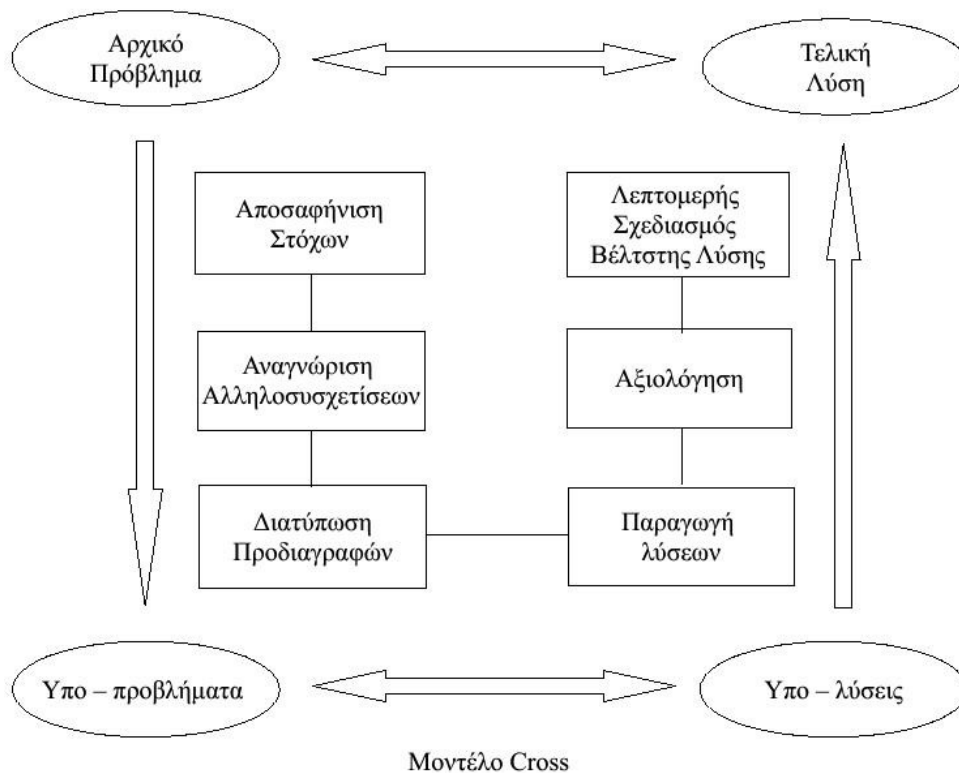 Αρχικό
Πρόβλημα
Τελική
Λύση
Αποσαφήνιση
Στόχων
Λεπτομερής
Σχεδιασμός
Βέλτστης Λύσης
Αναγνώριση
Αλληλοσυσχετίσεων
Αξιολόγηση
Διατύπωση
Προδιαγραφών
Παραγωγή
λύσεων
Υπο – προβλήματα
Υπο – λύσεις
Μοντέλο Cross